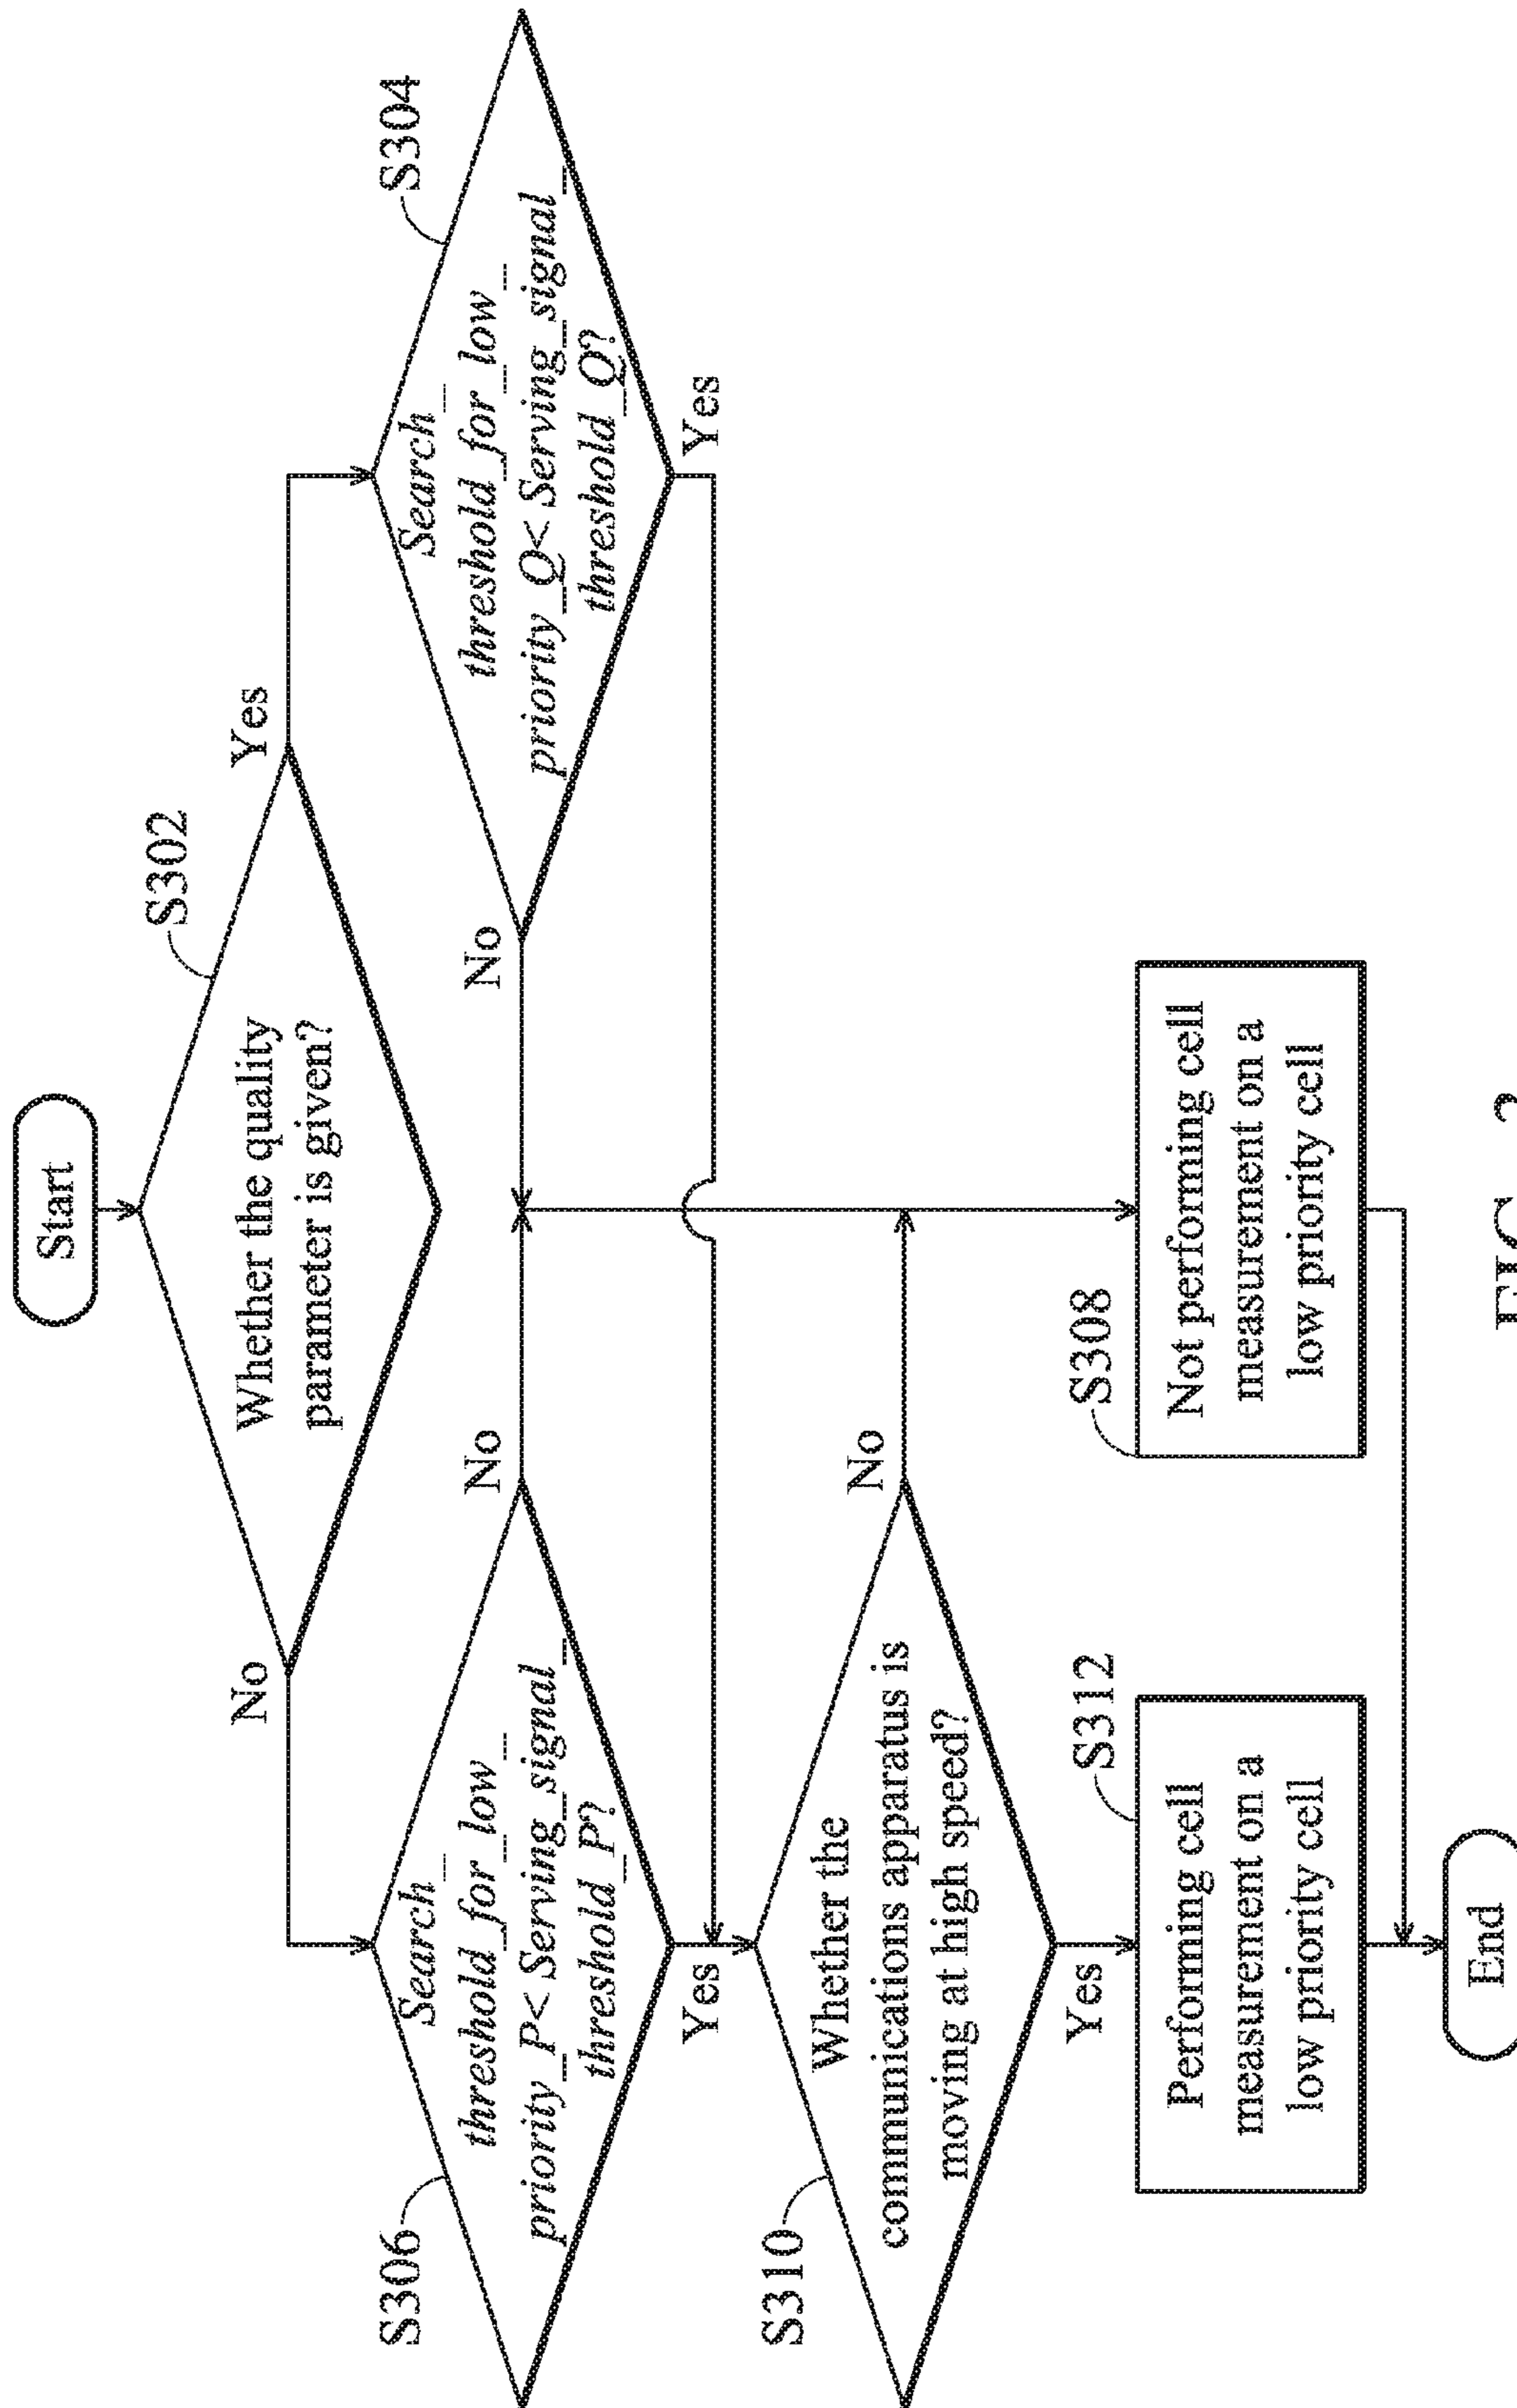 Start
S302
Whether the quality
parameter is given?
No
Yes
S306
Search_
threshold_for_low_
priority_P< Serving_signal_
threshold_P?
No
Yes
S304
Search_
threshold_for_low_
priority_Q< Serving_signal_
threshold_Q?
No
Yes
S310
Whether the
communications apparatus is
moving at high speed?
No
Yes
S312
Performing cell
measurement on a
low priority cell
S308
Not performing cell
measurement on a
low priority cell
End